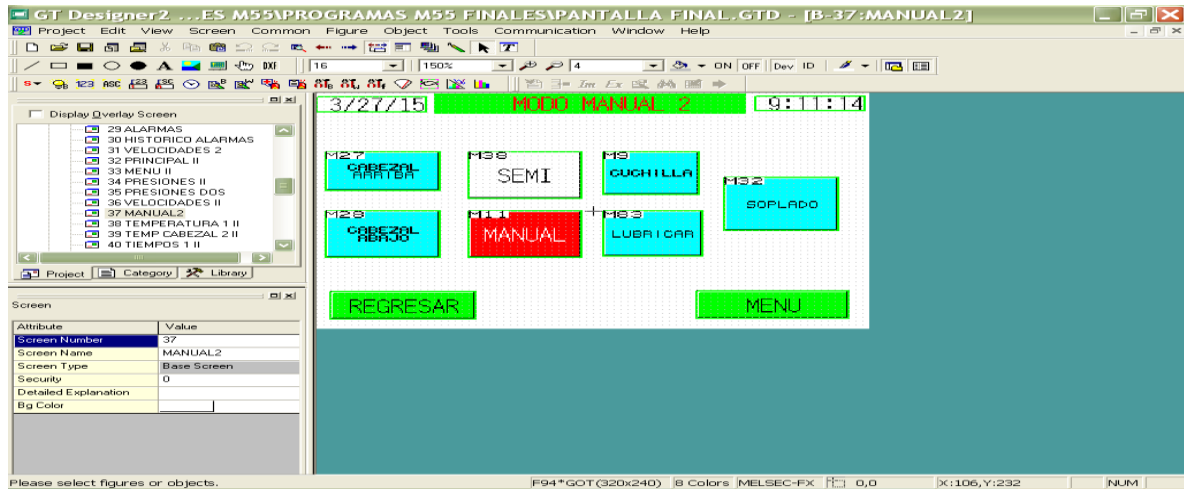 GT Designer2 ...ES M55\PROGRAMAS M55 FINALES\PANTALLA FINAL.GTD - [B-37:MANUAL2]
Project Edit View Screen Common Figure Object Tools Communication Window Help
16 150% 4 ON OFF Dev ID
Display Overlay Screen
29 ALARMAS
30 HISTORICO ALARMAS
31 VELOCIDADES 2
32 PRINCIPAL II
33 MENU II
34 PRESIONES II
35 PRESIONES DOS
36 VELOCIDADES II
37 MANUAL2
38 TEMPERATURA 1 II
39 TEMP CABEZAL 2 II
40 TIEMPOS 1 II
Project Category Library
Screen
Attribute Value
Screen Number 37
Screen Name MANUAL2
Screen Type Base Screen
Security 0
Detailed Explanation
Bg Color
3/27/15 MODO MANUAL 2 9:11:14
M27
CABEZAL
ARRIBA
M38
SEMI
M9
CUCHILLA
M32
SOPLADO
M28
CABEZAL
ABAJO
M11
MANUAL
M83
LUBRICAR
REGRESAR MENU
Please select figures or objects. F94*GOT(320x240) 8 Colors MELSEC-FX 0,0 X:106,Y:232 NUM